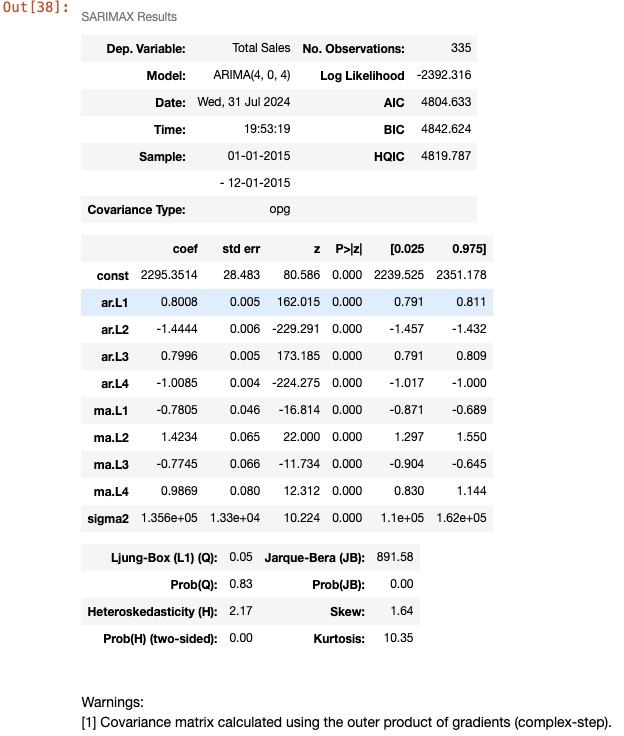 Out[38]:
SARIMAX Results
Dep. Variable: Total Sales No. Observations: 335
Model: ARIMA(4, 0, 4) Log Likelihood -2392.316
Date: Wed, 31 Jul 2024 AIC 4804.633
Time: 19:53:19 BIC 4842.624
Sample: 01-01-2015 HQIC 4819.787
- 12-01-2015
Covariance Type: opg
coef std err z P>|z| [0.025 0.975]
const 2295.3514 28.483 80.586 0.000 2239.525 2351.178
ar.L1 0.8008 0.005 162.015 0.000 0.791 0.811
ar.L2 -1.4444 0.006 -229.291 0.000 -1.457 -1.432
ar.L3 0.7996 0.005 173.185 0.000 0.791 0.809
ar.L4 -1.0085 0.004 -224.275 0.000 -1.017 -1.000
ma.L1 -0.7805 0.046 -16.814 0.000 -0.871 -0.689
ma.L2 1.4234 0.065 22.000 0.000 1.297 1.550
ma.L3 -0.7745 0.066 -11.734 0.000 -0.904 -0.645
ma.L4 0.9869 0.080 12.312 0.000 0.830 1.144
sigma2 1.356e+05 1.33e+04 10.224 0.000 1.1e+05 1.62e+05
Ljung-Box (L1) (Q): 0.05 Jarque-Bera (JB): 891.58
Prob(Q): 0.83 Prob(JB): 0.00
Heteroskedasticity (H): 2.17 Skew: 1.64
Prob(H) (two-sided): 0.00 Kurtosis: 10.35
Warnings:
[1] Covariance matrix calculated using the outer product of gradients (complex-step).